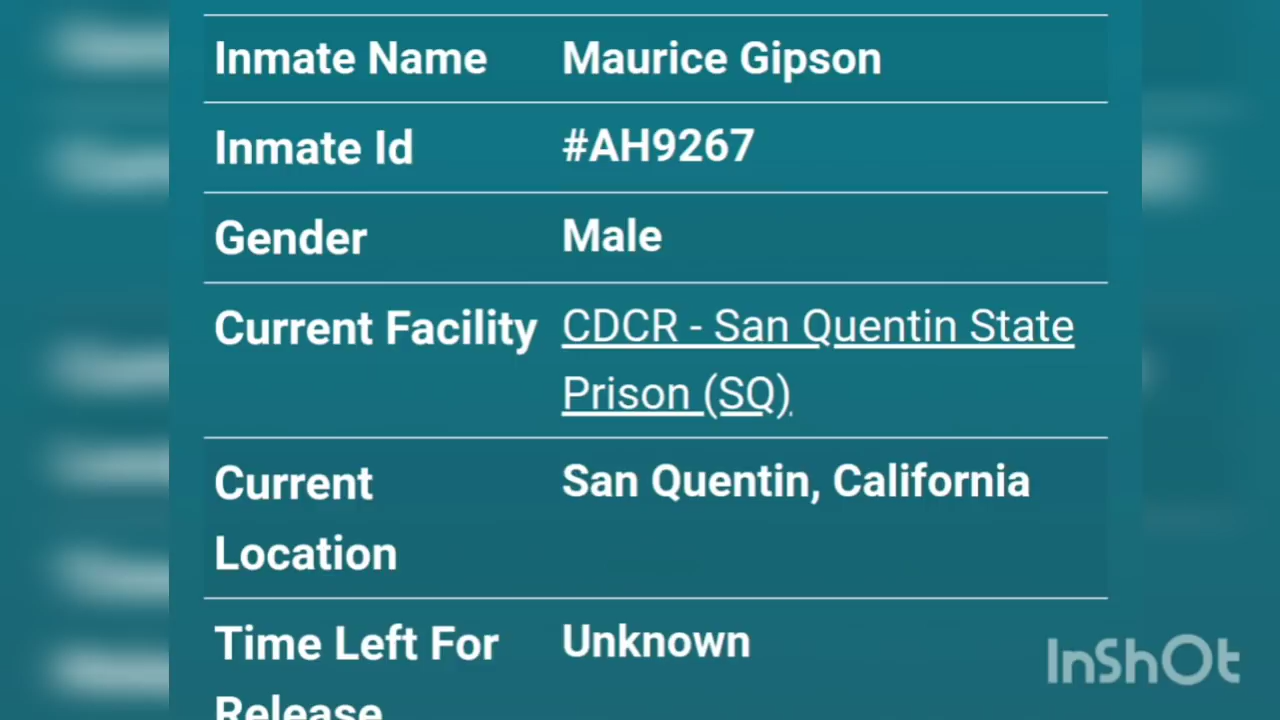 Inmate Name Maurice Gipson
Inmate Id #AH9267
Gender Male
Current Facility CDCR - San Quentin State
Prison (SQ).
Current San Quentin, California
Location
Time Left For Unknown
Release
InShOt